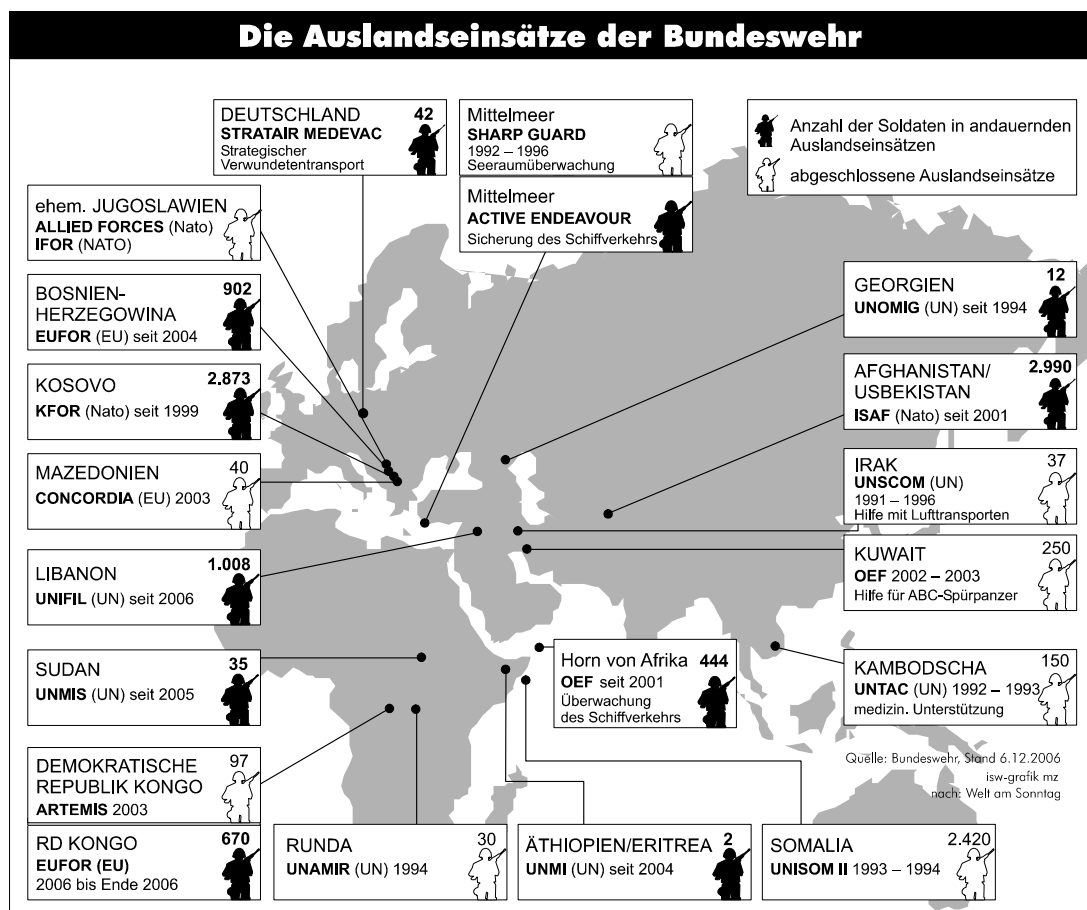 Die Auslandseinsätze der Bundeswehr
DEUTSCHLAND 42
STRATAIR MEDEVAC
Strategischer
Verwundetentransport
Mittelmeer
SHARP GUARD
1992 – 1996
Seeraumüberwachung
Mittelmeer
ACTIVE ENDEAVOUR
Sicherung des Schiffverkehrs
Anzahl der Soldaten in andauernden
Auslandseinsätzen
abgeschlossene Auslandseinsätze
ehem. JUGOSLAWIEN
ALLIED FORCES (Nato)
IFOR (NATO)
BOSNIEN- 902
HERZEGOWINA
EUFOR (EU) seit 2004
KOSOVO 2.873
KFOR (Nato) seit 1999
MAZEDONIEN 40
CONCORDIA (EU) 2003
LIBANON 1.008
UNIFIL (UN) seit 2006
SUDAN 35
UNMIS (UN) seit 2005
DEMOKRATISCHE 97
REPUBLIK KONGO
ARTEMIS 2003
RD KONGO 670
EUFOR (EU)
2006 bis Ende 2006
GEORGIEN 12
UNOMIG (UN) seit 1994
AFGHANISTAN/ 2.990
USBEKISTAN
ISAF (Nato) seit 2001
IRAK 37
UNSCOM (UN)
1991 – 1996
Hilfe mit Lufttransporten
KUWAIT 250
OEF 2002 – 2003
Hilfe für ABC-Spürpanzer
Horn von Afrika 444
OEF seit 2001
Überwachung
des Schiffverkehrs
KAMBODSCHA 150
UNTAC (UN) 1992 – 1993
medizin. Unterstützung
Quelle: Bundeswehr, Stand 6.12.2006
isw-grafik mz
nach: Welt am Sonntag
RUNDA 30
UNAMIR (UN) 1994
ÄTHIOPIEN/ERITREA 2
UNMI (UN) seit 2004
SOMALIA 2.420
UNISOM II 1993 – 1994